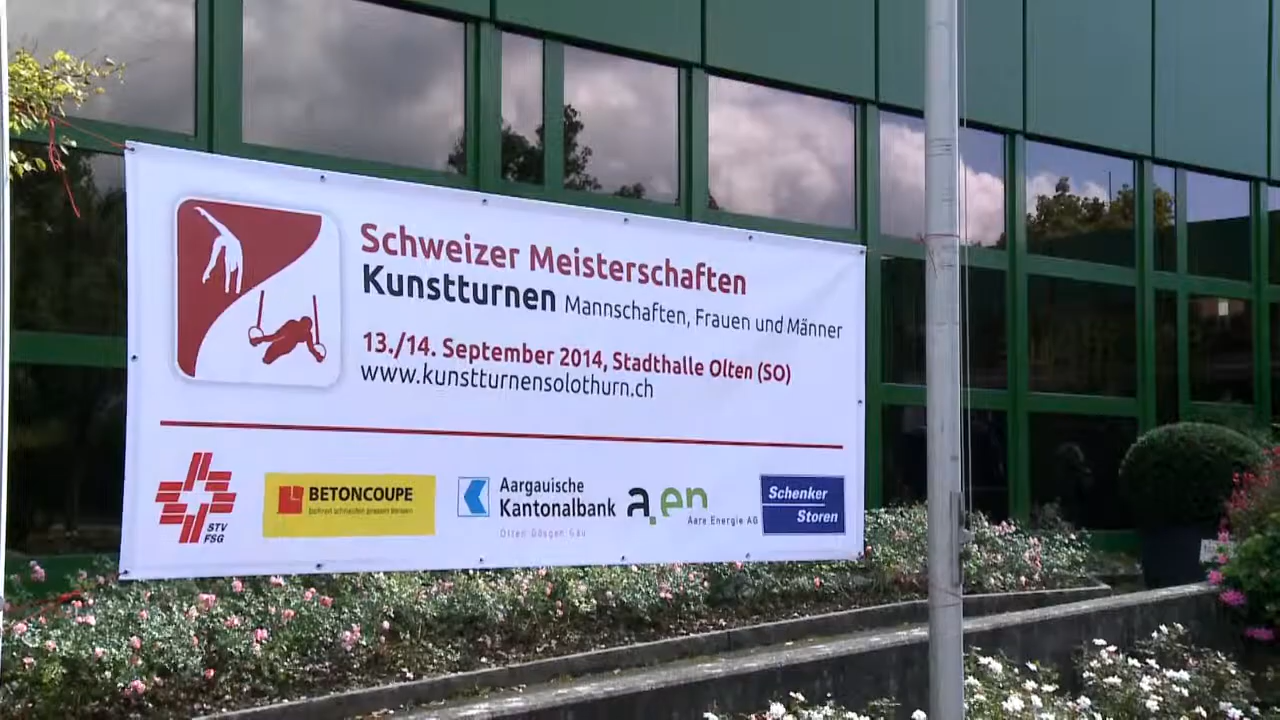 Schweizer Meisterschaften
Kunstturnen Mannschaften, Frauen und Männer
13./14. September 2014, Stadthalle Olten (SO)
www.kunstturnensolothurn.ch
STV
FSG
BETONCOUPE
Aargauische
Kantonalbank
Olten Gösgen Gäu
a.en
Aare Energie AG
Schenker
Storen